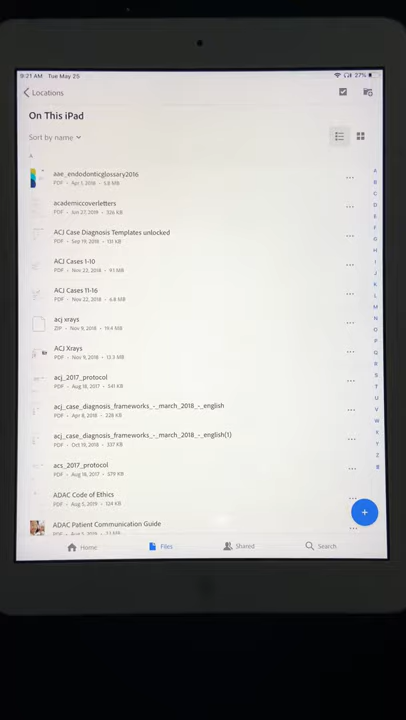 9:21 AM Tue May 25
27%
Locations
On This iPad
Sort by name
A
aae_endodonticglossary2016
PDF • Apr 1, 2018 • 5.8 MB
academiccoverletters
PDF • Jun 27, 2019 • 326 KB
ACJ Case Diagnosis Templates unlocked
PDF • Sep 19, 2018 • 131 KB
ACJ Cases 1-10
PDF • Nov 22, 2018 • 9.1 MB
ACJ Cases 11-16
PDF • Nov 22, 2018 • 6.8 MB
acj xrays
ZIP • Nov 9, 2018 • 19.4 MB
ACJ Xrays
PDF • Nov 9, 2018 • 13.3 MB
acj_2017_protocol
PDF • Aug 18, 2017 • 541 KB
acj_case_diagnosis_frameworks_-_march_2018_-_english
PDF • Apr 8, 2018 • 228 KB
acj_case_diagnosis_frameworks_-_march_2018_-_english(1)
PDF • Oct 19, 2018 • 337 KB
acs_2017_protocol
PDF • Aug 18, 2017 • 579 KB
ADAC Code of Ethics
PDF • Aug 5, 2019 • 124 KB
ADAC Patient Communication Guide
A
B
C
D
E
F
G
H
I
J
K
L
M
N
O
P
Q
R
S
T
U
V
W
X
Y
Z
#
Home
Files
Shared
Search